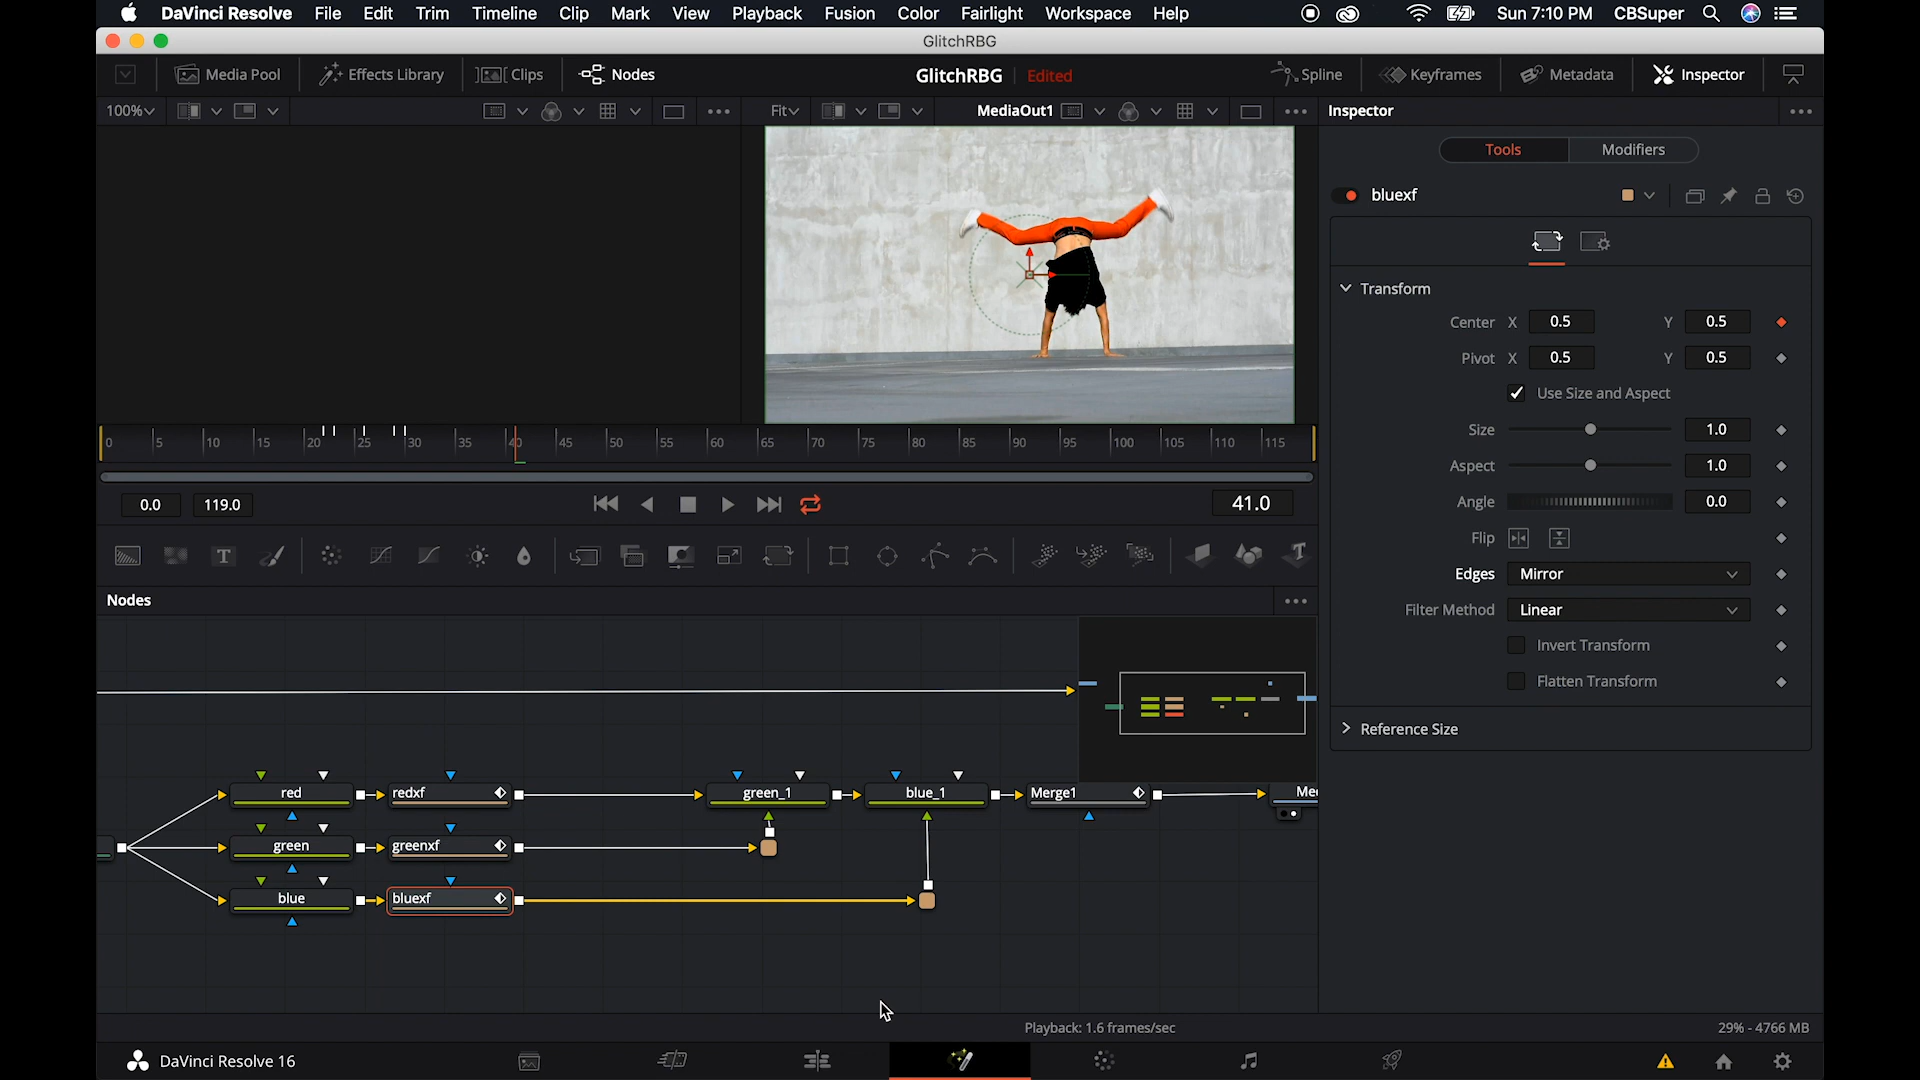 DaVinci Resolve File Edit Trim Timeline Clip Mark View Playback Fusion Color Fairlight Workspace Help Sun 7:10 PM CBSuper
GlitchRBG
Media Pool Effects Library Clips Nodes GlitchRBG Edited Spline Keyframes Metadata Inspector
100% Fit MediaOut1 Inspector
Tools Modifiers
bluexf
Transform
Center X 0.5 Y 0.5
Pivot X 0.5 Y 0.5
Use Size and Aspect
Size 1.0
Aspect 1.0
Angle 0.0
Flip
Edges Mirror
Filter Method Linear
Invert Transform
Flatten Transform
Reference Size
0 5 10 15 20 25 30 35 40 45 50 55 60 65 70 75 80 85 90 95 100 105 110 115
0.0 119.0 41.0
T T
Nodes
red redxf green_1 blue_1 Merge1 Me
green greenxf
blue bluexf
Playback: 1.6 frames/sec 29% - 4766 MB
DaVinci Resolve 16